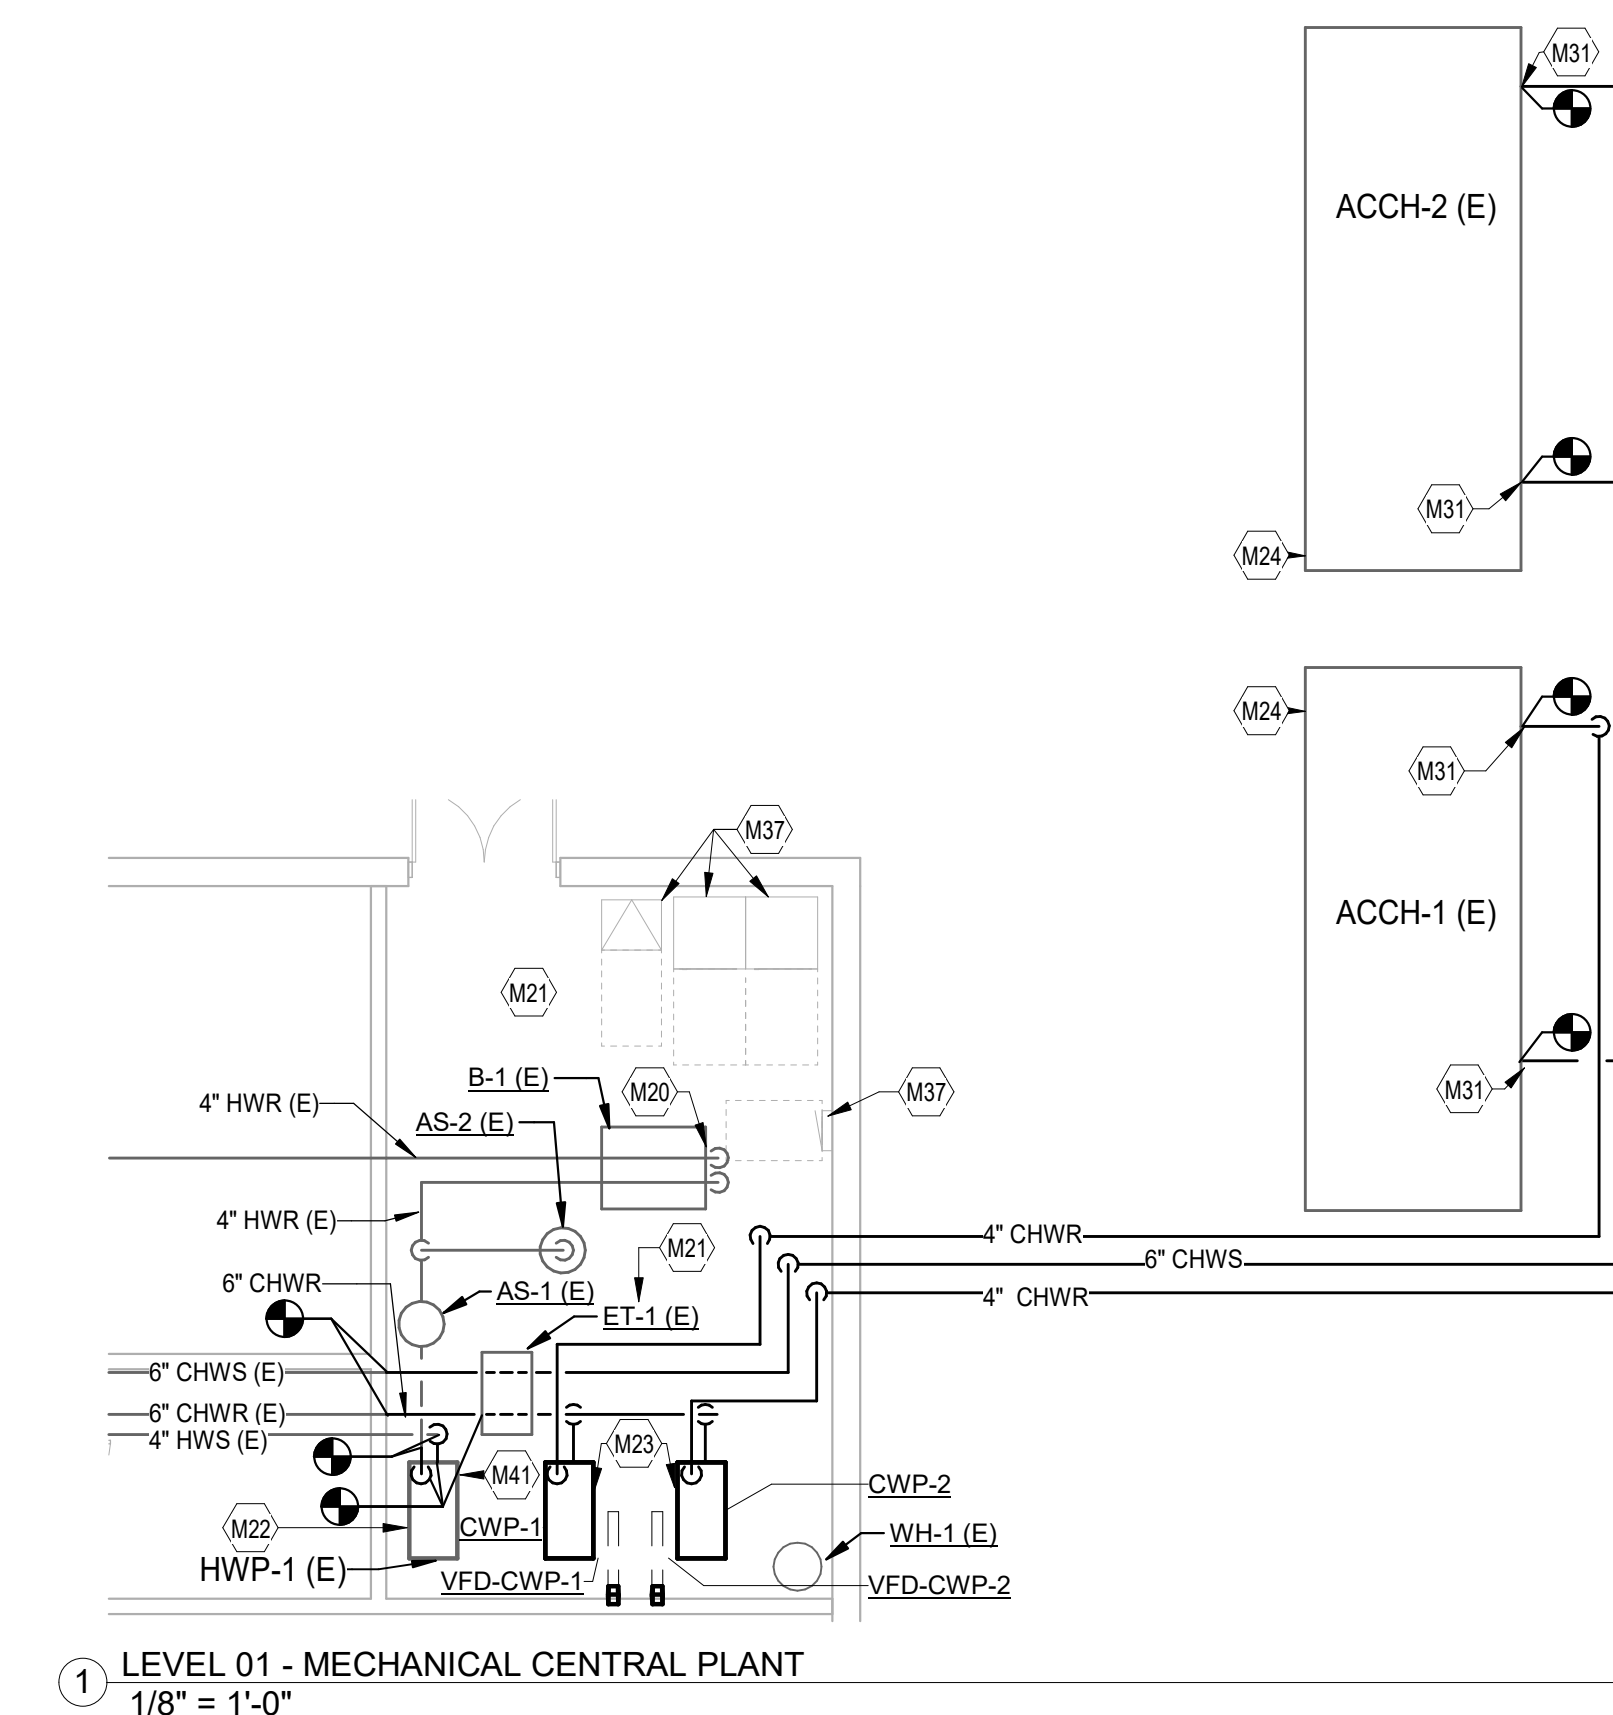 M31
ACCH-2 (E)
M31
M24
M24
M31
M37
ACCH-1 (E)
M21
B-1 (E)
M20
M37
M31
4" HWR (E)
AS-2 (E)
4" HWR (E)
M21
4" CHWR
6" CHWS
6" CHWR
AS-1 (E)
4" CHWR
ET-1 (E)
6" CHWS (E)
6" CHWR (E)
4" HWS (E)
M23
M41
CWP-2
M22
CWP-1
WH-1 (E)
HWP-1 (E)
VFD-CWP-1
VFD-CWP-2
1
LEVEL 01 - MECHANICAL CENTRAL PLANT
1/8" = 1'-0"